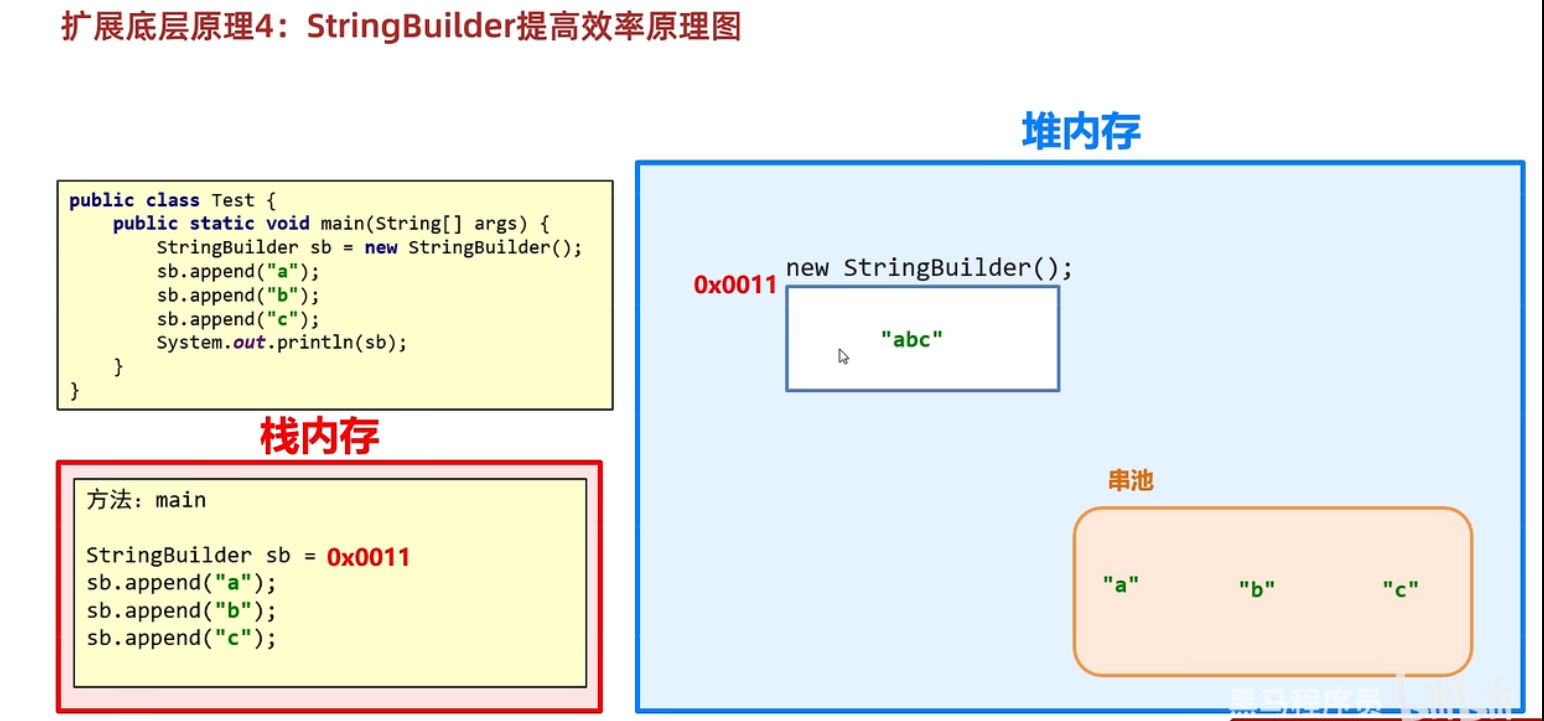 扩展底层原理4：StringBuilder提高效率原理图
堆内存
public class Test {
public static void main(String[] args) {
StringBuilder sb = new StringBuilder();
sb.append("a");
sb.append("b");
sb.append("c");
System.out.println(sb);
}
}
new StringBuilder();
0x0011
"abc"
栈内存
方法：main
StringBuilder sb = 0x0011
sb.append("a");
sb.append("b");
sb.append("c");
串池
"a" "b" "c"
黑马程序员